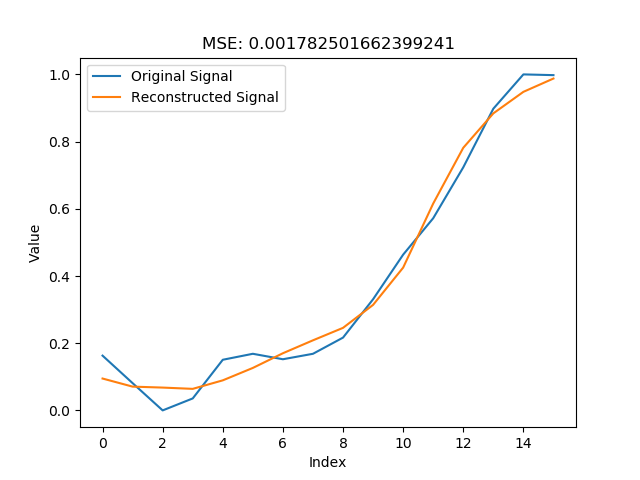 MSE: 0.001782501662399241
Original Signal
Reconstructed Signal
1.0
0.8
0.6
0.4
0.2
0.0
Value
0 2 4 6 8 10 12 14
Index